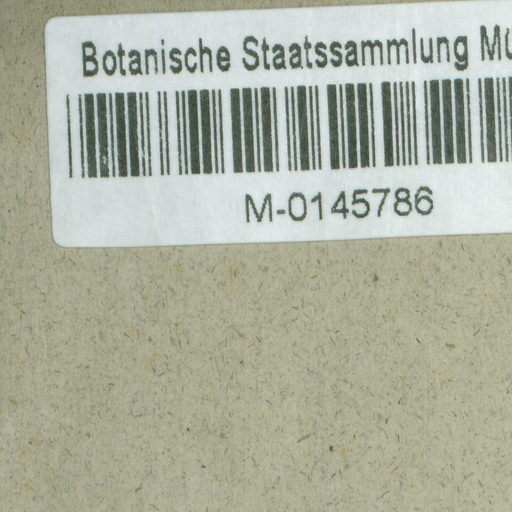 Botanische Staatssammlung Mü
M-0145786